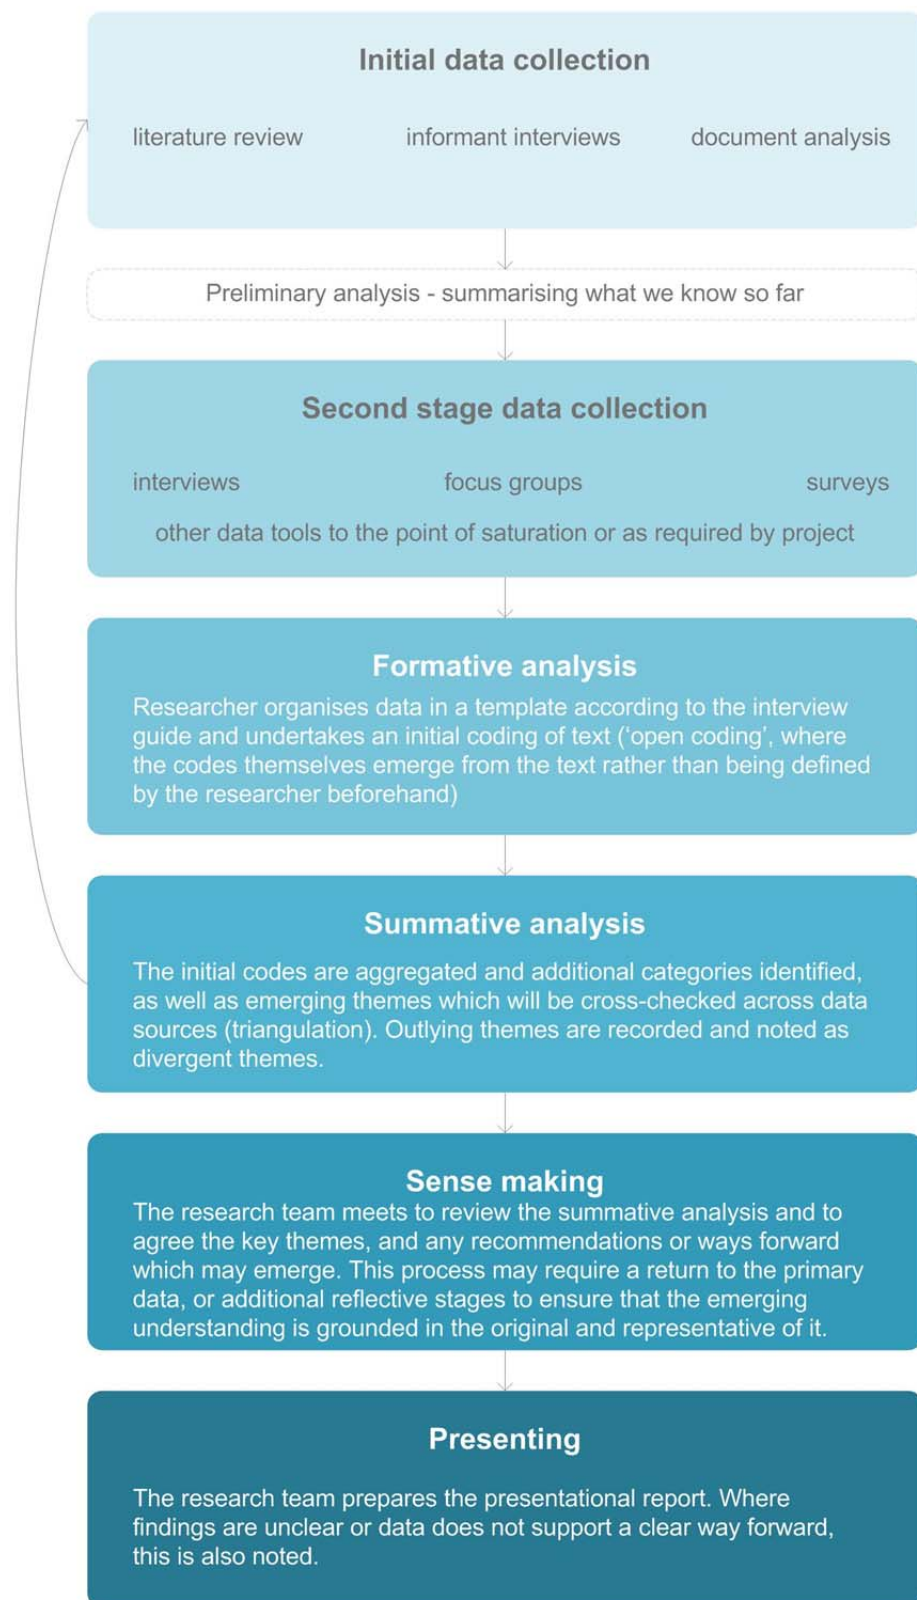 Initial data collection
literature review informant interviews document analysis
Preliminary analysis - summarising what we know so far
Second stage data collection
interviews focus groups surveys
other data tools to the point of saturation or as required by project
Formative analysis
Researcher organises data in a template according to the interview
guide and undertakes an initial coding of text (‘open coding’, where
the codes themselves emerge from the text rather than being defined
by the researcher beforehand)
Summative analysis
The initial codes are aggregated and additional categories identified,
as well as emerging themes which will be cross-checked across data
sources (triangulation). Outlying themes are recorded and noted as
divergent themes.
Sense making
The research team meets to review the summative analysis and to
agree the key themes, and any recommendations or ways forward
which may emerge. This process may require a return to the primary
data, or additional reflective stages to ensure that the emerging
understanding is grounded in the original and representative of it.
Presenting
The research team prepares the presentational report. Where
findings are unclear or data does not support a clear way forward,
this is also noted.